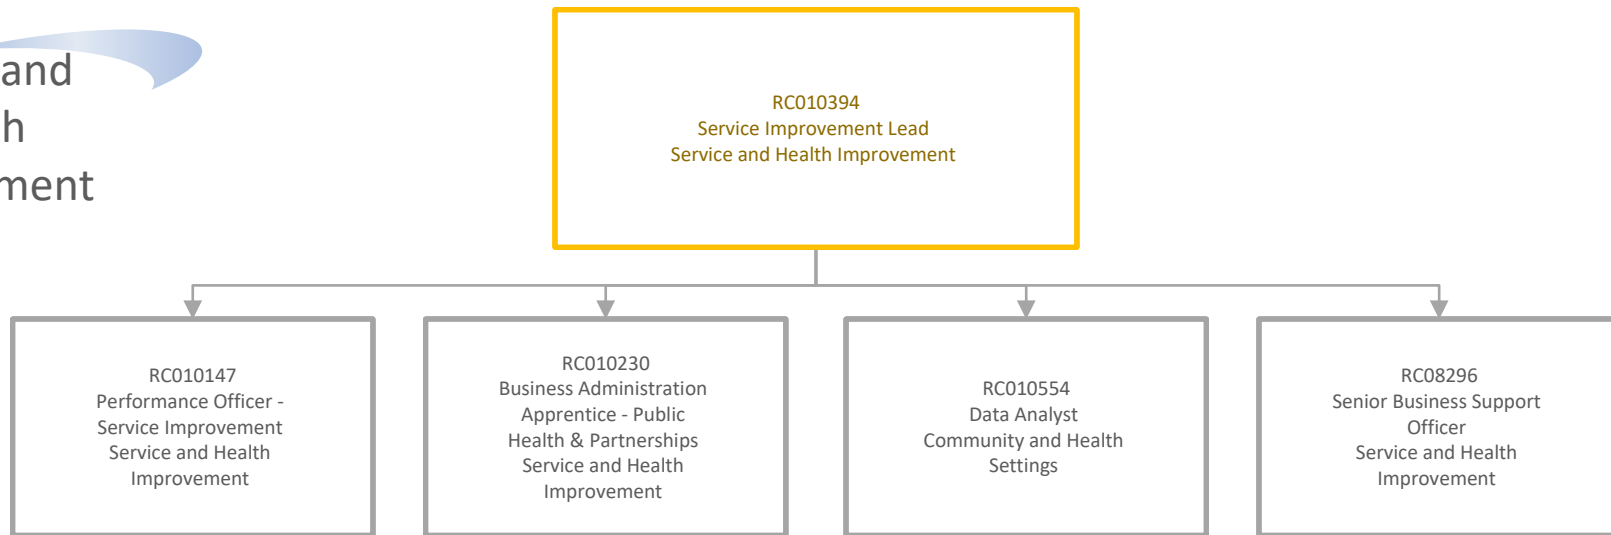 and
h
ment
RC010394
Service Improvement Lead
Service and Health Improvement
RC010147
Performance Officer -
Service Improvement
Service and Health
Improvement
RC010230
Business Administration
Apprentice - Public
Health & Partnerships
Service and Health
Improvement
RC010554
Data Analyst
Community and Health
Settings
RC08296
Senior Business Support
Officer
Service and Health
Improvement